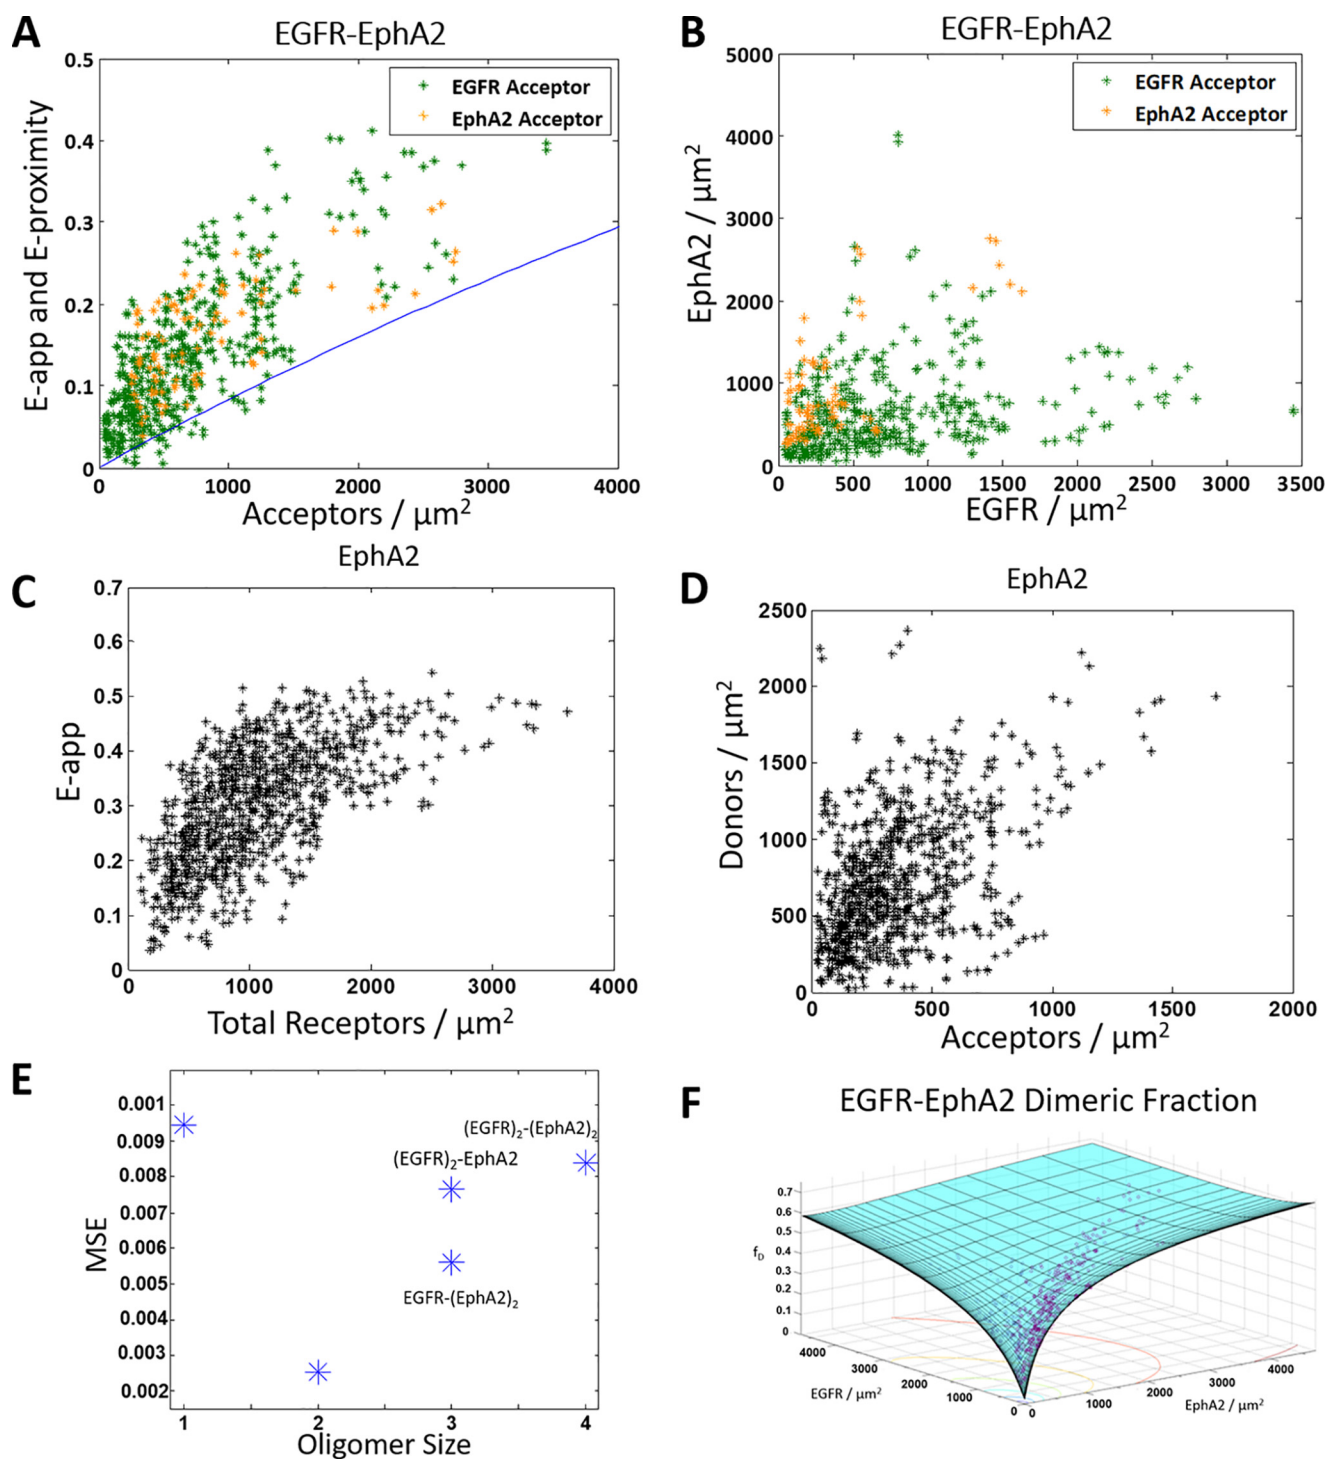 A
EGFR-EphA2
E-app and E-proximity
0.5
0.4
0.3
0.2
0.1
0
EGFR Acceptor
EphA2 Acceptor
0 1000 2000 3000 4000
Acceptors / μm²
B
EGFR-EphA2
EphA2 / μm²
5000
4000
3000
2000
1000
0
EGFR Acceptor
EphA2 Acceptor
0 500 1000 1500 2000 2500 3000 3500
EGFR / μm²
C
EphA2
E-app
0.7
0.6
0.5
0.4
0.3
0.2
0.1
0
0 1000 2000 3000 4000
Total Receptors / μm²
D
EphA2
Donors / μm²
2500
2000
1500
1000
500
0
0 500 1000 1500 2000
Acceptors / μm²
E
MSE
0.001
0.009
0.008
0.007
0.006
0.005
0.004
0.003
0.002
(EGFR)₂-(EphA2)₂
(EGFR)₂-EphA2
EGFR-(EphA2)₂
1 2 3 4
Oligomer Size
F
EGFR-EphA2 Dimeric Fraction
f_D
0.7
0.6
0.5
0.4
0.3
0.2
0.1
0
4000 3000 2000 1000 0
EGFR / μm²
0 1000 2000 3000 4000
EphA2 / μm²